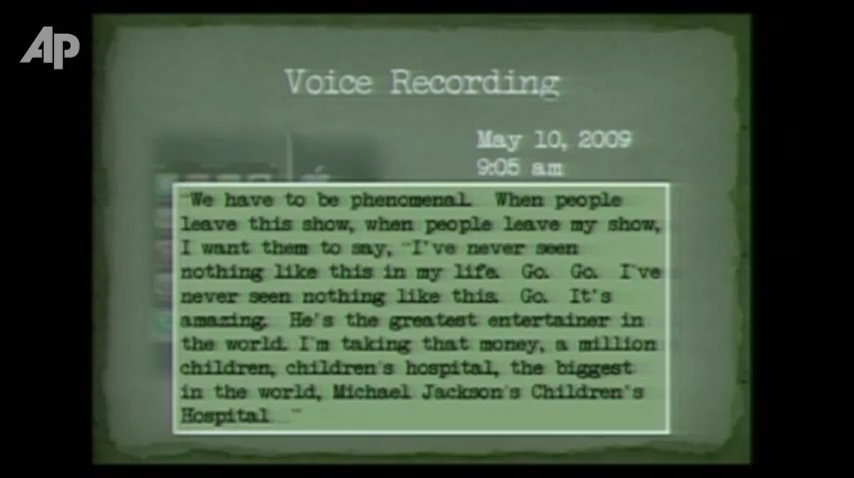 AP
Voice Recording
May 10, 2009
9:05 am
"We have to be phenomenal. When people
leave this show, when people leave my show,
I want them to say, "I've never seen
nothing like this in my life. Go. Go. I've
never seen nothing like this. Go. It's
amazing. He's the greatest entertainer in
the world. I'm taking that money, a million
children, children's hospital, the biggest
in the world, Michael Jackson's Children's
Hospital..."